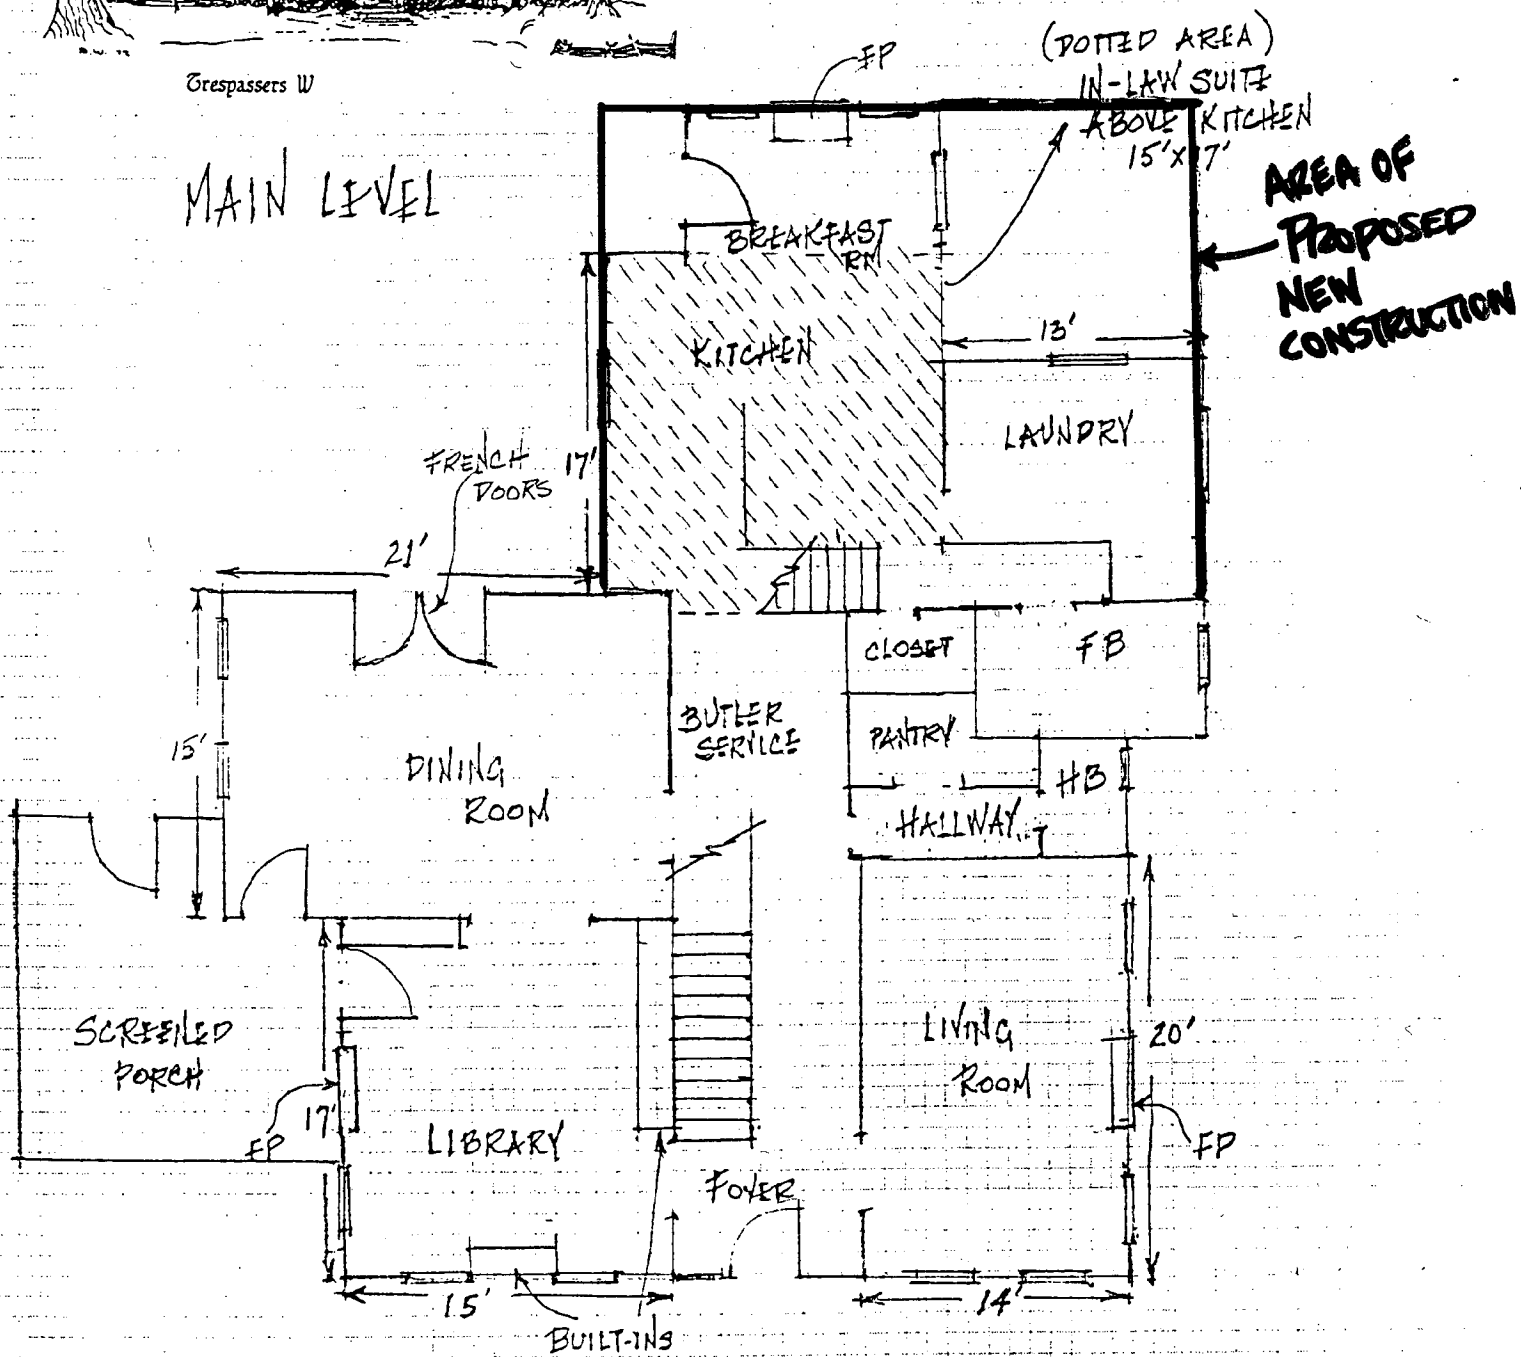 Trespassers W
MAIN LEVEL
FP
(DOTTED AREA)
IN-LAW SUITE
ABOVE KITCHEN
15'X17'
AREA OF
PROPOSED
NEW
CONSTRUCTION
BREAKFAST
RM
KITCHEN
13'
LAUNDRY
FRENCH
DOORS
17'
21'
CLOSET
FB
BUTLER
SERVICE
PANTRY
15'
DINING
ROOM
HB
HALLWAY
SCREENED
PORCH
FP
17'
LIBRARY
LIVING
ROOM
20'
FP
FOYER
15'
14'
BUILT-INS